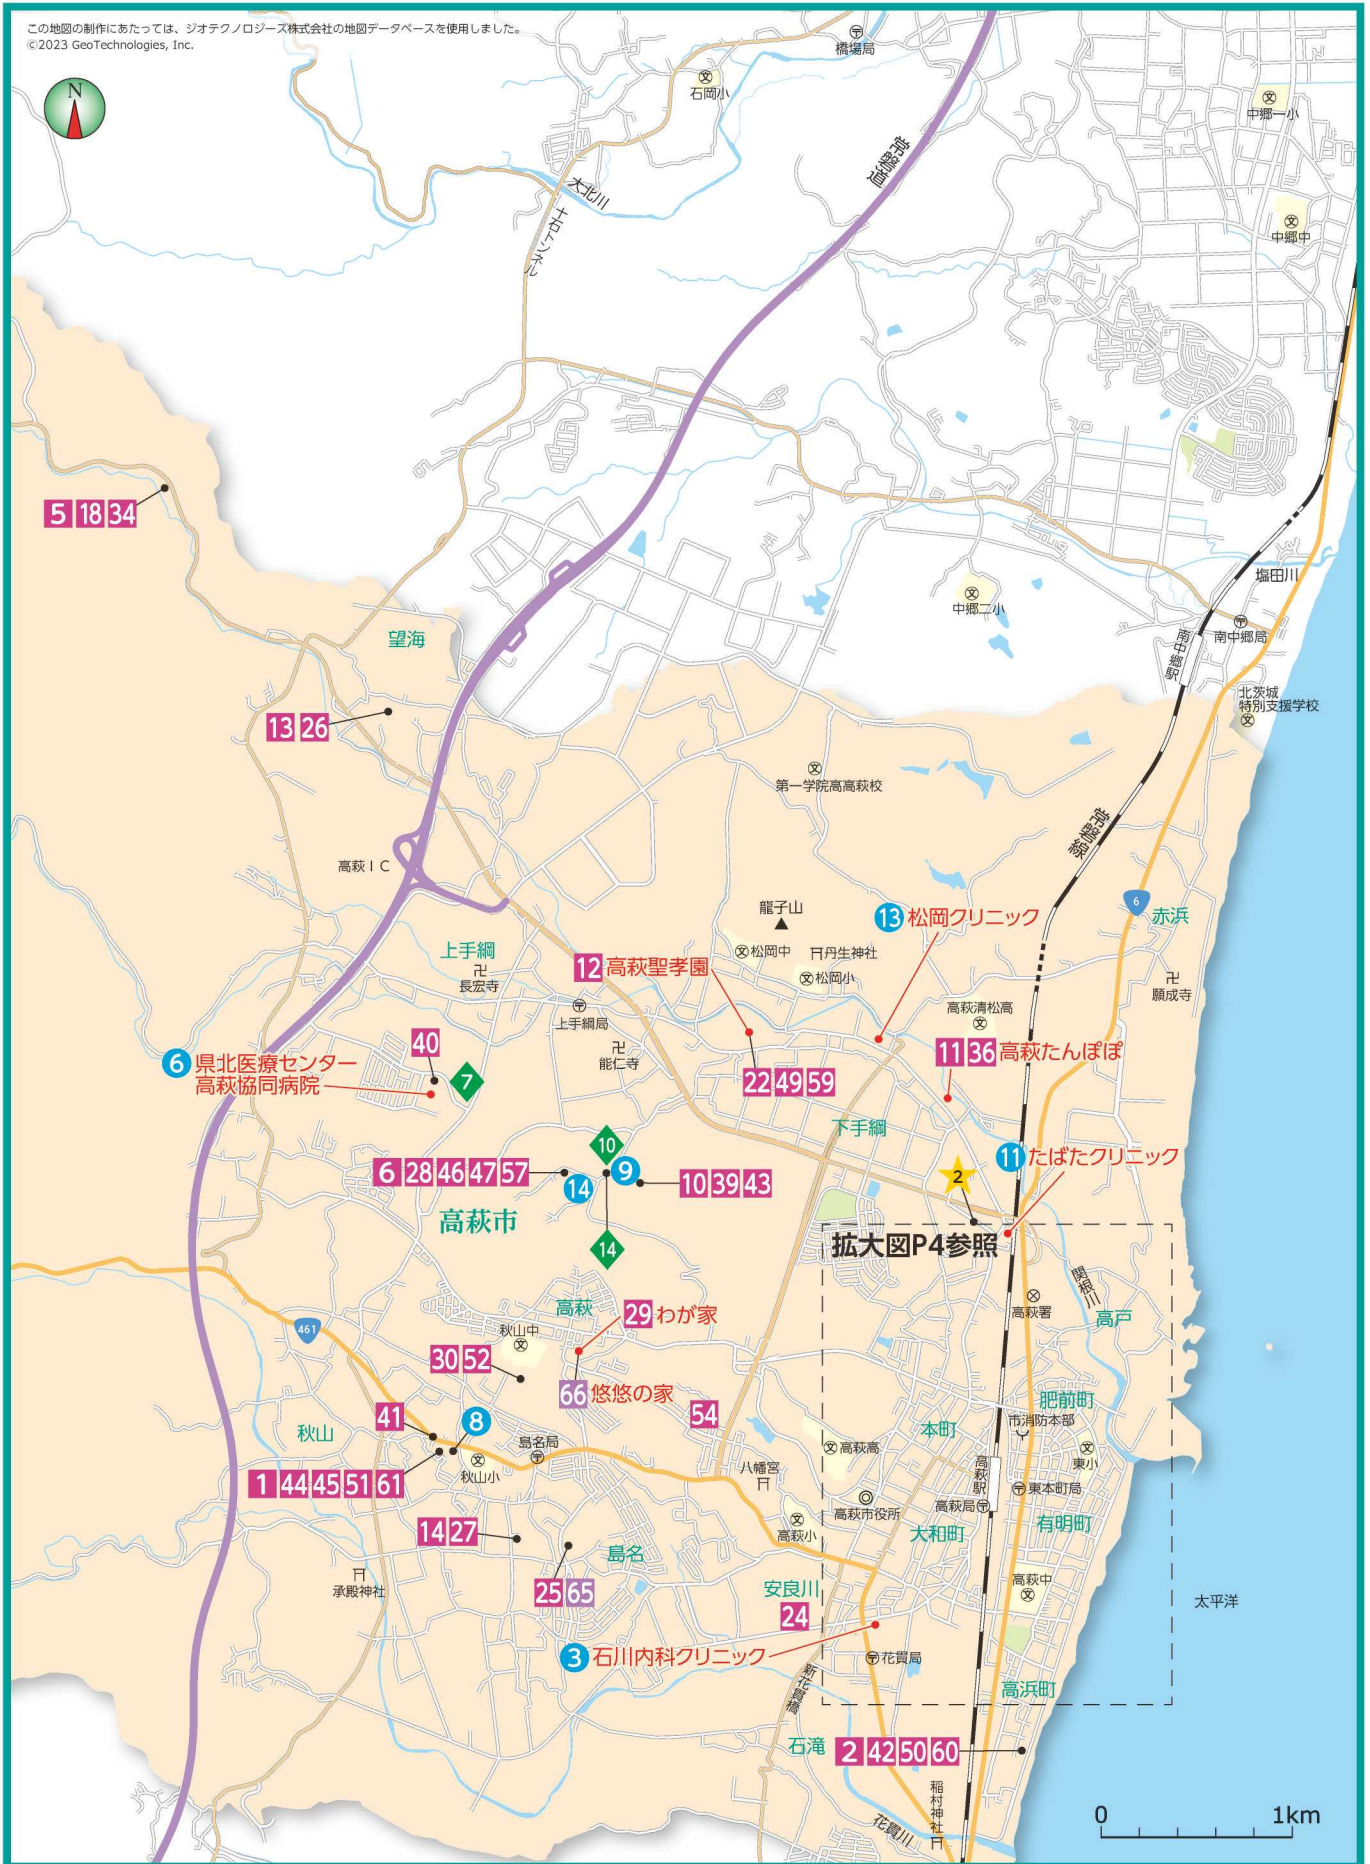 この地図の制作にあたっては、ジオテクノロジーズ株式会社の地図データベースを使用しました。
©2023 GeoTechnologies, Inc.
N
橋場局
石岡小
中郷一小
常磐道
大北川
十石トンネル
中郷中
5 18 34
塩田川
中郷二小
南中郷局
南中郷駅
望海
北茨城
特別支援学校
13 26
第一学院高高萩校
常磐線
高萩IC
6
赤浜
龍子山
13 松岡クリニック
上手綱
松岡中
丹生神社
長宏寺
12 高萩聖孝園
松岡小
願成寺
高萩清松高
上手綱局
40
能仁寺
11 36 高萩たんぽぽ
6 県北医療センター
高萩協同病院
7
22 49 59
下手綱
10
11 たばたクリニック
6 28 46 47 57
14
9
10 39 43
2
高萩市
14
拡大図P4参照
関根川
高萩署
高戸
高萩
29 わが家
461
秋山中
30 52
66 悠悠の家
肥前町
41
8
54
市消防本部
本町
秋山
島名局
高萩高
東小
秋山小
八幡宮
高萩駅
1 44 45 51 61
東本町局
高萩市役所
高萩局
高萩小
大和町
有明町
14 27
島名
承殿神社
25 65
安良川
高萩中
24
太平洋
3 石川内科クリニック
花貫局
新花貫橋
高浜町
石滝
2 42 50 60
稲村神社
花貫川
0 1km